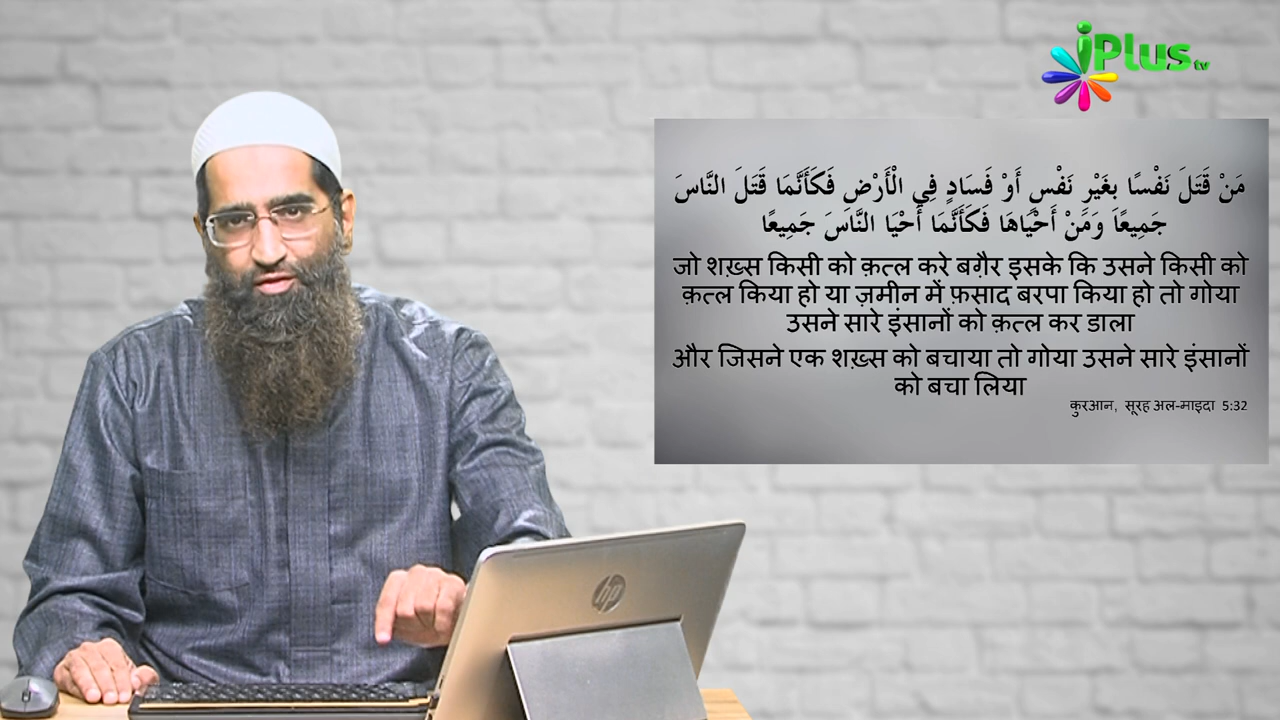 iPlus tv
مَنْ قَتَلَ نَفْسًا بِغَيْرِ نَفْسٍ أَوْ فَسَادٍ فِي الْأَرْضِ فَكَأَنَّمَا قَتَلَ النَّاسَ
جَمِيعًا وَمَنْ أَحْيَاهَا فَكَأَنَّمَا أَحْيَا النَّاسَ جَمِيعًا
जो शख़्स किसी को क़त्ल करे बग़ैर इसके कि उसने किसी को
क़त्ल किया हो या ज़मीन में फ़साद बरपा किया हो तो गोया
उसने सारे इंसानों को क़त्ल कर डाला
और जिसने एक शख़्स को बचाया तो गोया उसने सारे इंसानों
को बचा लिया
क़ुरआन, सूरह अल-माइदा 5:32
hp